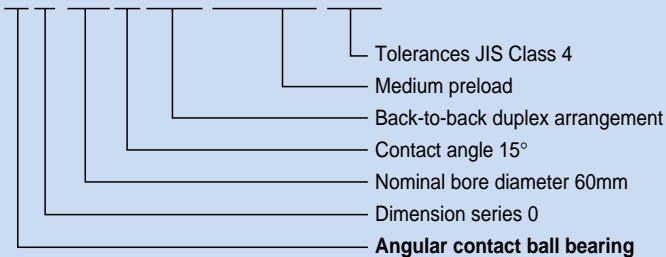 Tolerances JIS Class 4
Medium preload
Back-to-back duplex arrangement
Contact angle 15°
Nominal bore diameter 60mm
Dimension series 0
Angular contact ball bearing